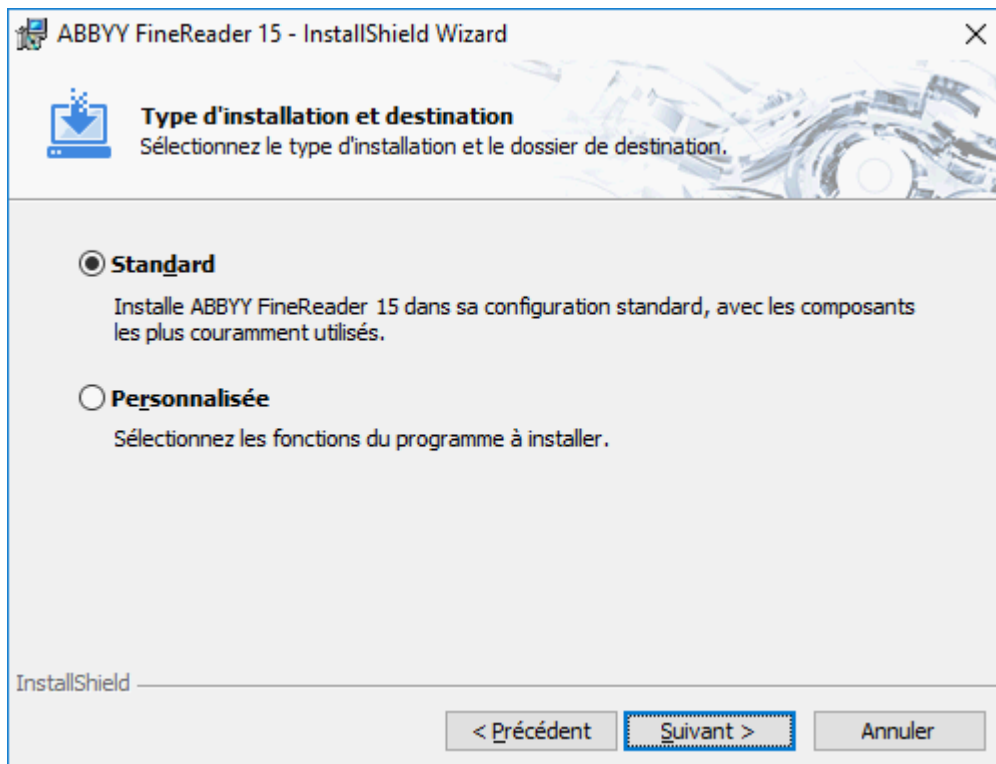 ABBYY FineReader 15 - InstallShield Wizard
Type d'installation et destination
Sélectionnez le type d'installation et le dossier de destination.
Standard
Installe ABBYY FineReader 15 dans sa configuration standard, avec les composants
les plus couramment utilisés.
Personnalisée
Sélectionnez les fonctions du programme à installer.
InstallShield
< Précédent
Suivant >
Annuler